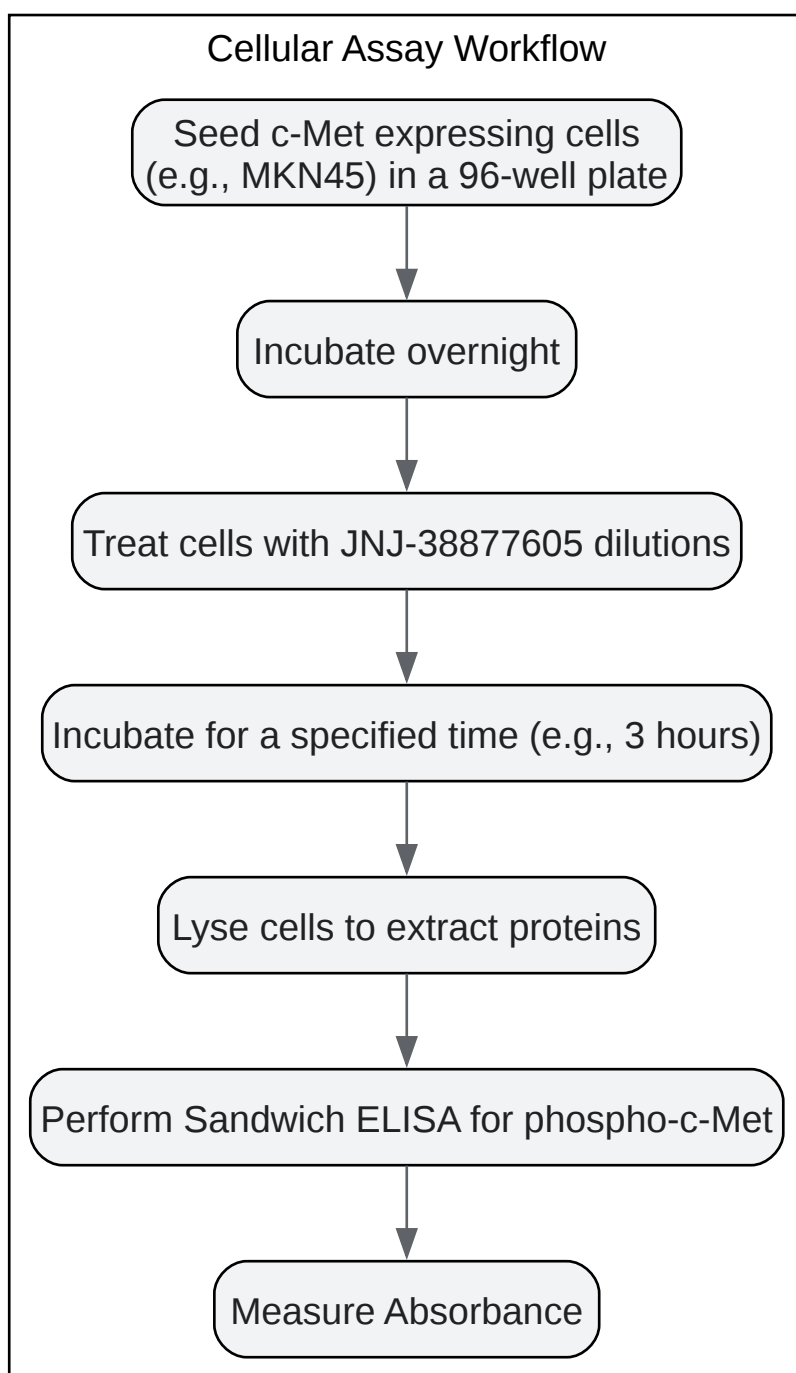 Cellular Assay Workflow
Seed c-Met expressing cells
(e.g., MKN45) in a 96-well plate
Incubate overnight
Treat cells with JNJ-38877605 dilutions
Incubate for a specified time (e.g., 3 hours)
Lyse cells to extract proteins
Perform Sandwich ELISA for phospho-c-Met
Measure Absorbance